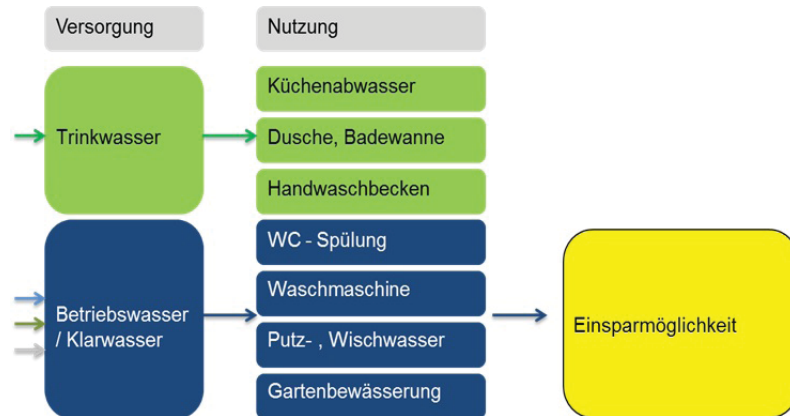 Versorgung
Nutzung
Trinkwasser
Küchenabwasser
Dusche, Badewanne
Handwaschbecken
Betriebswasser
/ Klarwasser
WC - Spülung
Waschmaschine
Putz- , Wischwasser
Gartenbewässerung
Einsparmöglichkeit